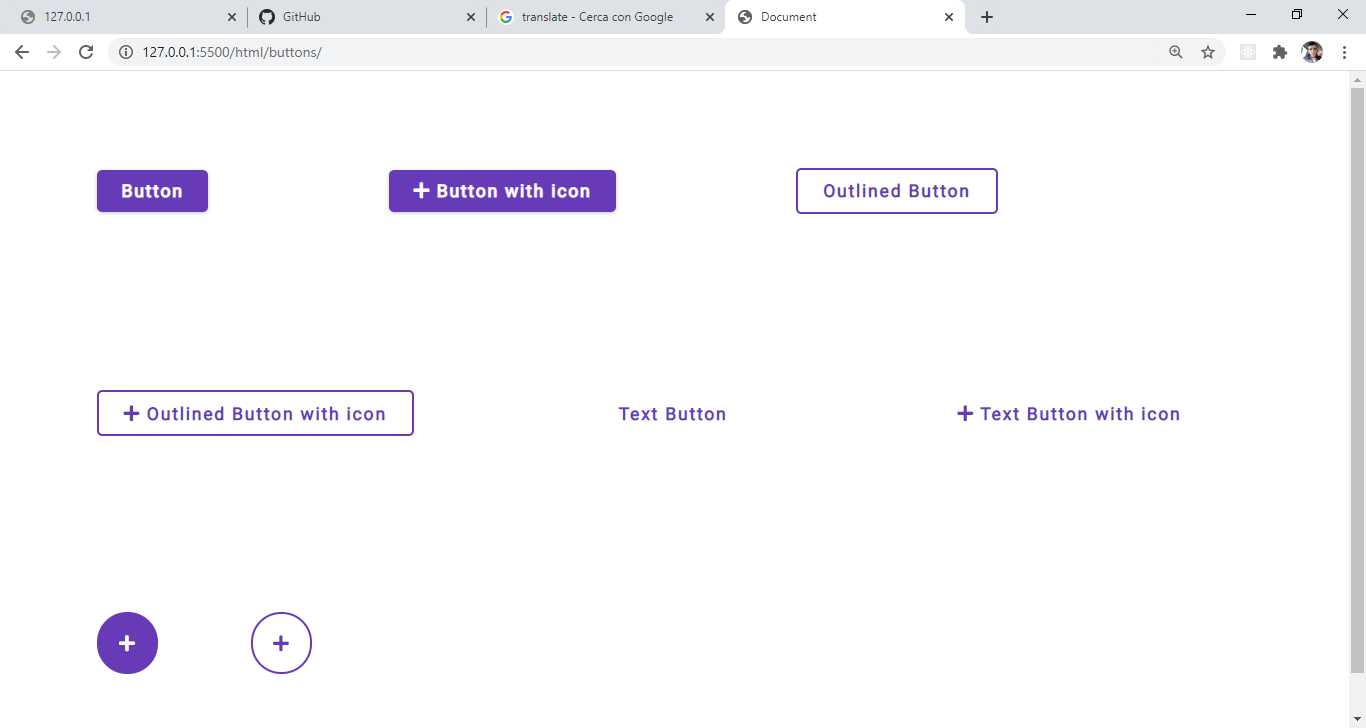 127.0.0.1
GitHub
translate - Cerca con Google
Document
127.0.0.1:5500/html/buttons/
Button
Button with icon
Outlined Button
Outlined Button with icon
Text Button
Text Button with icon